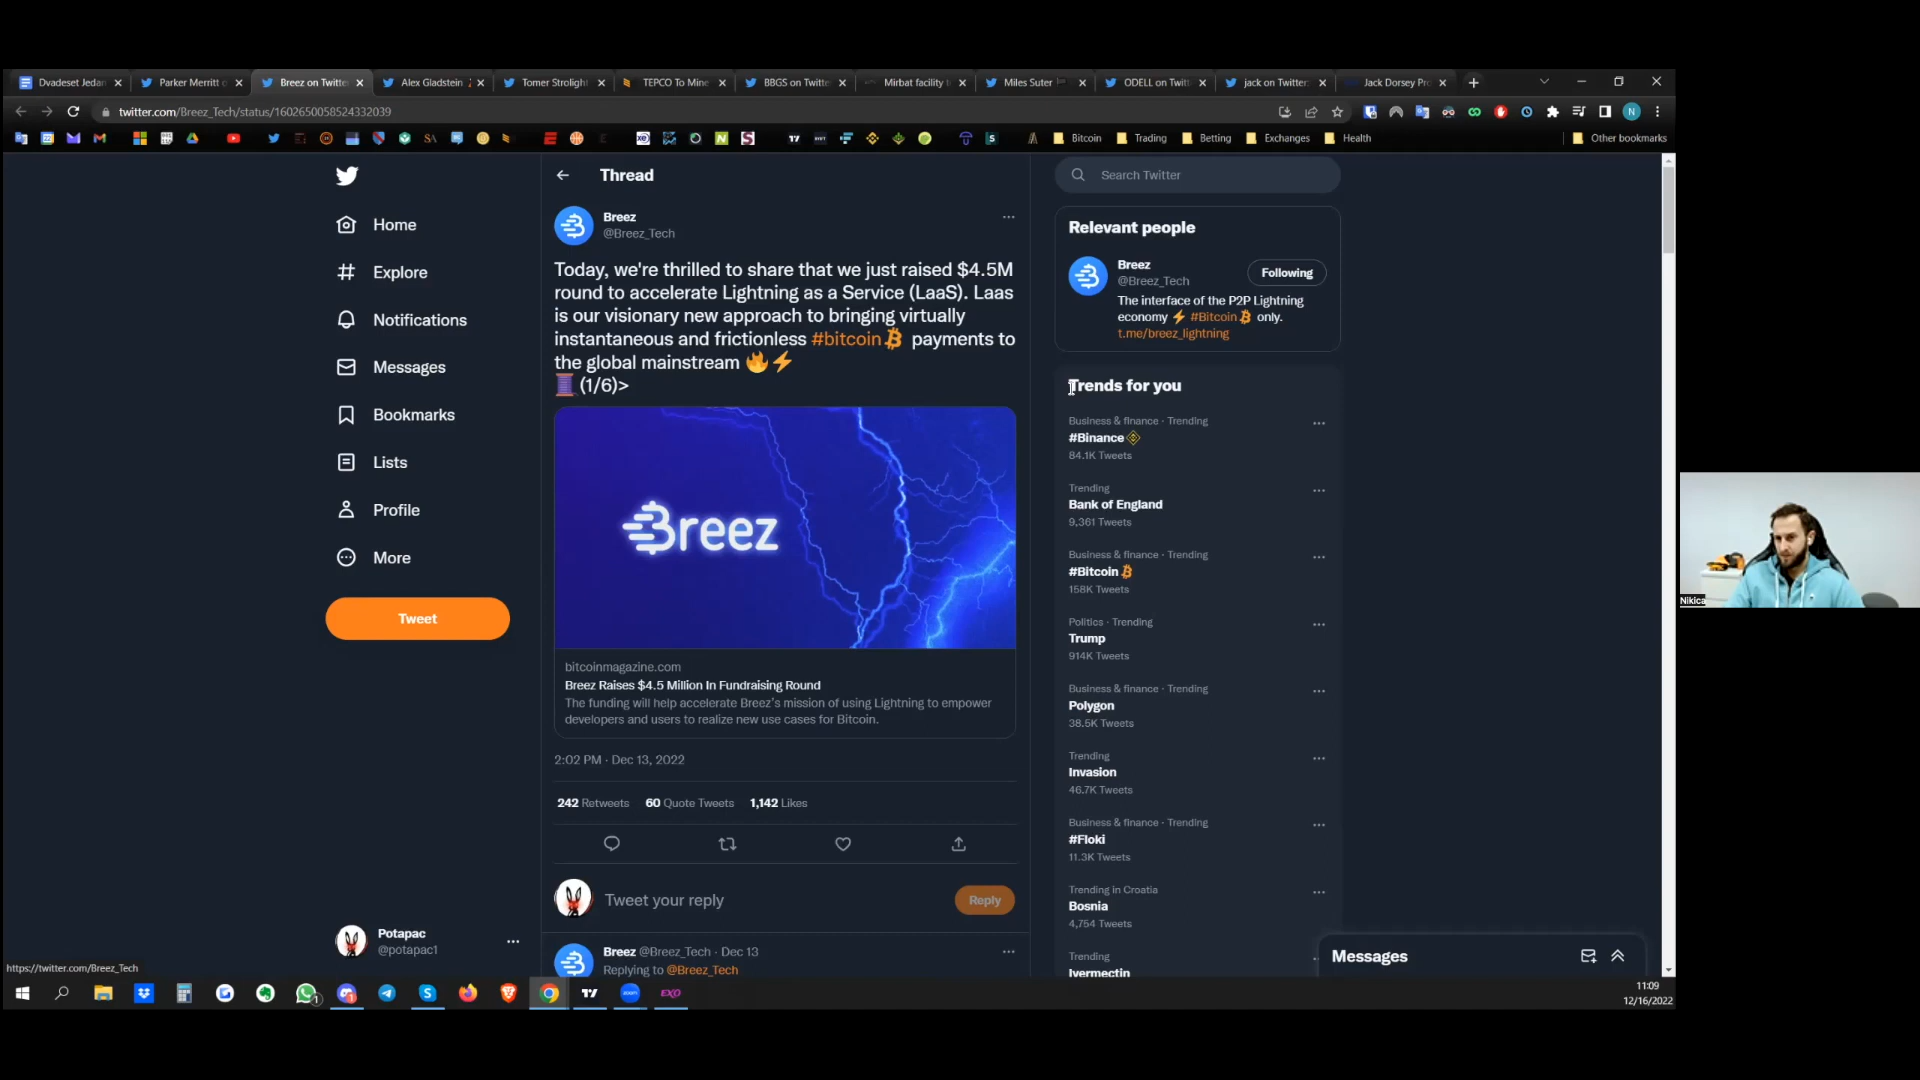 Dvadeset Jedan
Parker Merritt o
Breez on Twitte
Alex Gladstein
Tomer Strolight
TEPCO To Mine
BBGS on Twitte
Mirbat facility t
Miles Suter
ODELL on Twitt
jack on Twitter:
Jack Dorsey Pro
twitter.com/Breez_Tech/status/1602650058524332039
Bitcoin
Trading
Betting
Exchanges
Health
Other bookmarks
Home
Explore
Notifications
Messages
Bookmarks
Lists
Profile
More
Tweet
Potapac
@potapac1
https://twitter.com/Breez_Tech
Thread
Breez
@Breez_Tech
Today, we're thrilled to share that we just raised $4.5M
round to accelerate Lightning as a Service (LaaS). Laas
is our visionary new approach to bringing virtually
instantaneous and frictionless #bitcoin payments to
the global mainstream 🔥⚡
🧵 (1/6)>
Breez
bitcoinmagazine.com
Breez Raises $4.5 Million In Fundraising Round
The funding will help accelerate Breez's mission of using Lightning to empower
developers and users to realize new use cases for Bitcoin.
2:02 PM · Dec 13, 2022
242 Retweets 60 Quote Tweets 1,142 Likes
Tweet your reply
Reply
Breez @Breez_Tech · Dec 13
Replying to @Breez_Tech
Search Twitter
Relevant people
Breez
@Breez_Tech
Following
The interface of the P2P Lightning
economy ⚡ #Bitcoin only.
t.me/breez_lightning
Trends for you
Business & finance · Trending
#Binance
84.1K Tweets
Trending
Bank of England
9,361 Tweets
Business & finance · Trending
#Bitcoin
158K Tweets
Politics · Trending
Trump
914K Tweets
Business & finance · Trending
Polygon
38.5K Tweets
Trending
Invasion
46.7K Tweets
Business & finance · Trending
#Floki
11.3K Tweets
Trending in Croatia
Bosnia
4,754 Tweets
Trending
Ivermectin
Messages
Nikica
11:09
12/16/2022